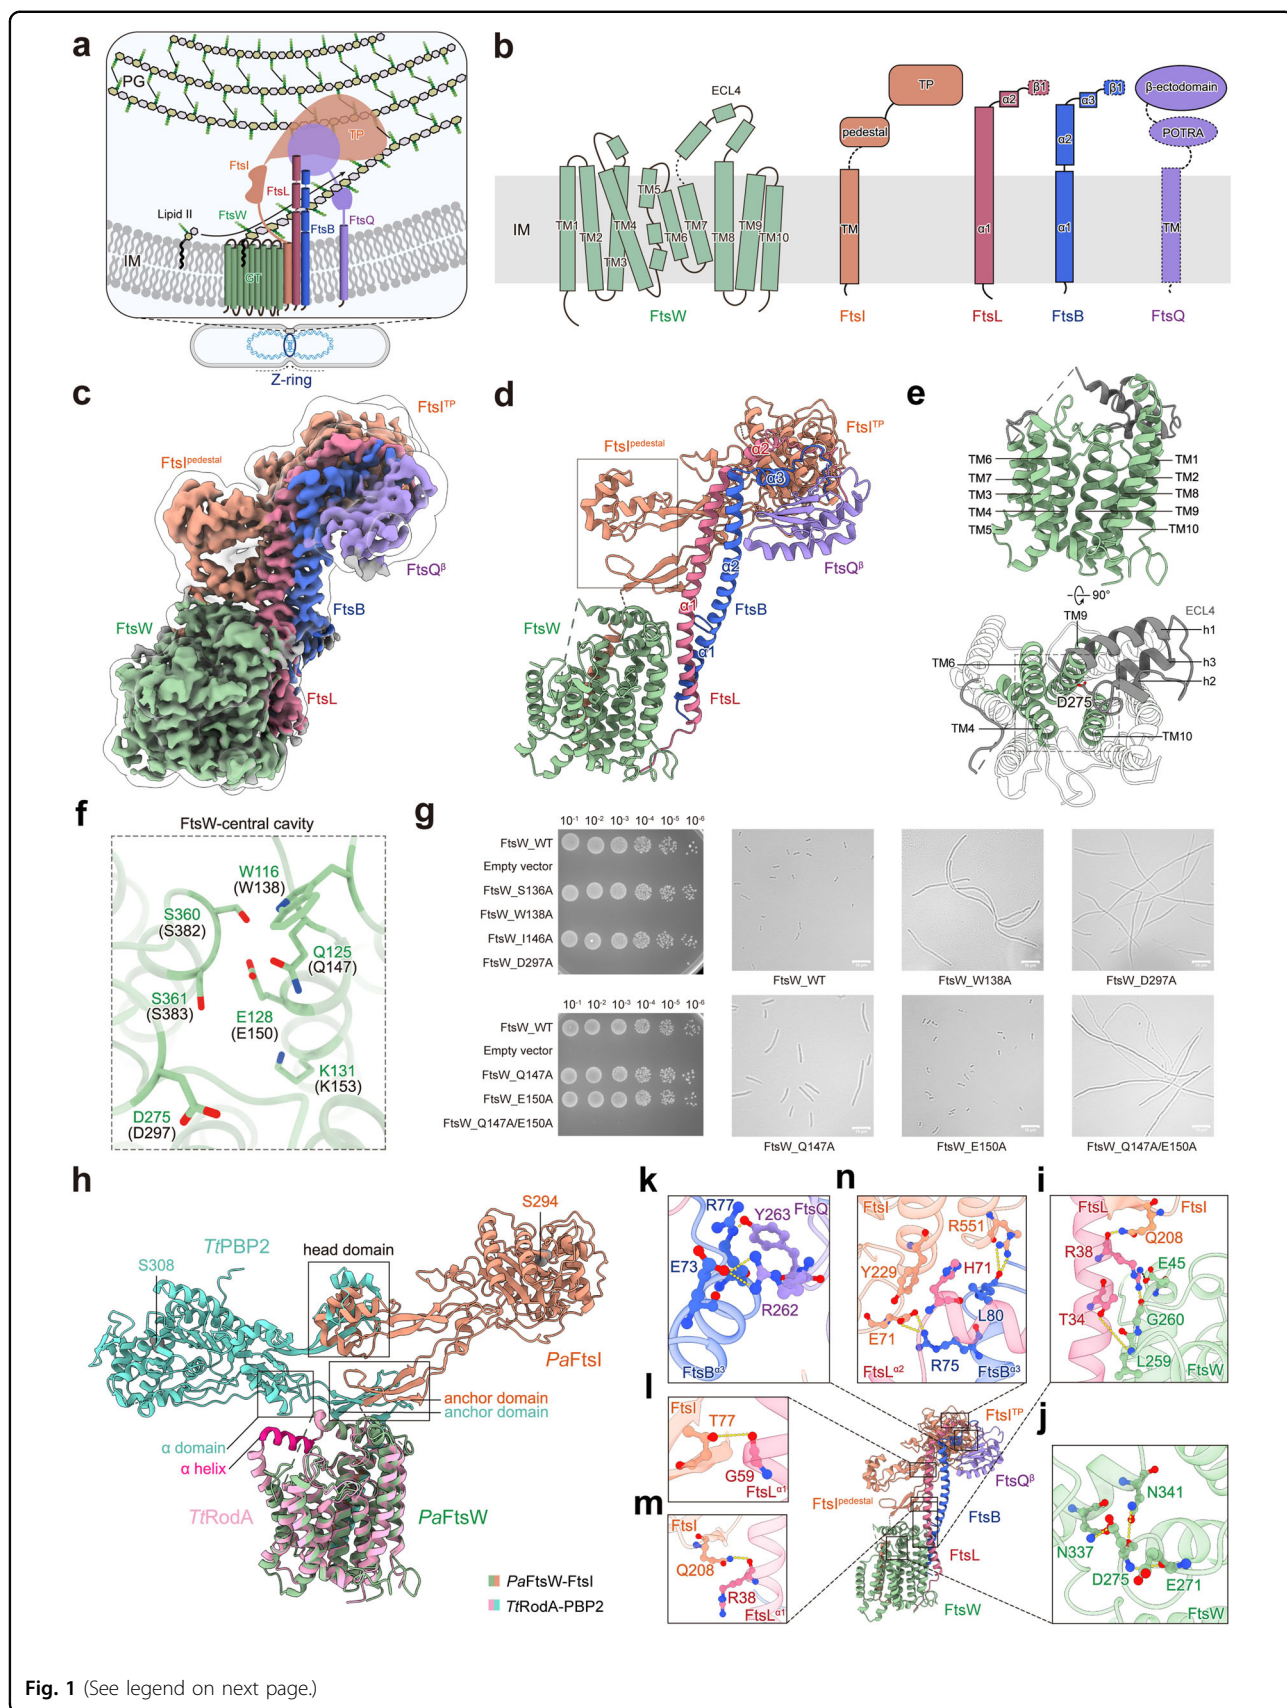 a
PG
TP
FtsI
FtsL
Lipid II
FtsW
FtsQ
FtsB
IM
GT
Z-ring
b
ECL4
TP
β-ectodomain
α2
β1
α3
β1
pedestal
POTRA
α2
TM5
IM
TM1
TM2
TM4
TM3
TM6
TM7
TM8
TM9
TM10
TM
α1
α1
TM
FtsW
FtsI
FtsL
FtsB
FtsQ
c
FtsI^TP
FtsI^pedestal
FtsQ^β
FtsB
FtsW
FtsL
d
FtsI^TP
FtsI^pedestal
α2
α3
FtsQ^β
α2
FtsB
α1
FtsW
α1
FtsL
e
TM6
TM7
TM3
TM4
TM5
TM1
TM2
TM8
TM9
TM10
90°
TM9
ECL4
h1
TM6
h3
h2
D275
TM4
TM10
f
FtsW-central cavity
W116
(W138)
S360
(S382)
Q125
(Q147)
S361
(S383)
E128
(E150)
K131
(K153)
D275
(D297)
g
10-1 10-2 10-3 10-4 10-5 10-6
FtsW_WT
Empty vector
FtsW_S136A
FtsW_W138A
FtsW_I146A
FtsW_D297A
FtsW_WT
FtsW_W138A
FtsW_D297A
10-1 10-2 10-3 10-4 10-5 10-6
FtsW_WT
Empty vector
FtsW_Q147A
FtsW_E150A
FtsW_Q147A/E150A
FtsW_Q147A
FtsW_E150A
FtsW_Q147A/E150A
h
S294
TtPBP2
head domain
S308
PaFtsI
anchor domain
anchor domain
α domain
α helix
TtRodA
PaFtsW
PaFtsW-FtsI
TtRodA-PBP2
k
R77
Y263
FtsQ
E73
R262
FtsB^α3
n
FtsI
R551
H71
Y229
L80
E71
FtsL^α2
R75
FtsB^α3
i
FtsL
FtsI
Q208
R38
E45
T34
G260
L259
FtsW
l
FtsI
T77
G59
FtsL^α1
m
FtsI
Q208
R38
FtsL^α1
FtsI^TP
FtsQ^β
FtsI^pedestal
FtsB
FtsL
FtsW
j
N341
N337
D275
E271
FtsW
Fig. 1 (See legend on next page.)